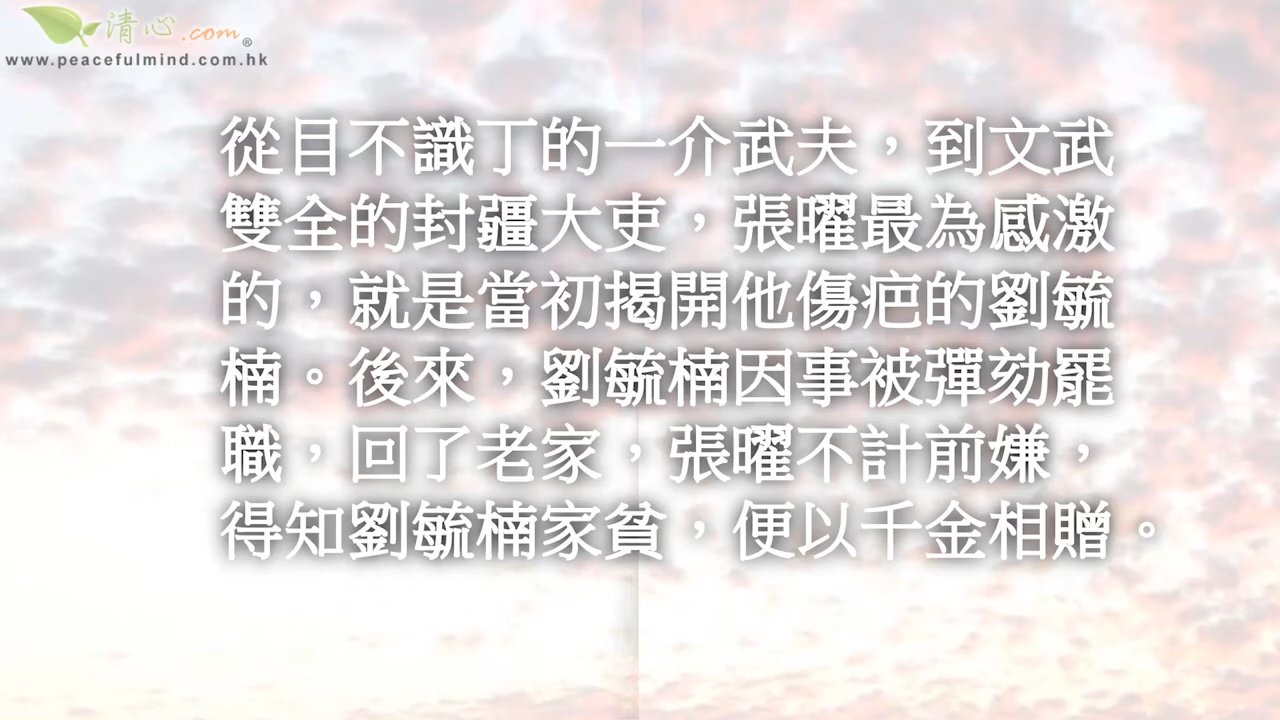 清心.com®
www.peacefulmind.com.hk
從目不識丁的一介武夫，到文武
雙全的封疆大吏，張曜最為感激
的，就是當初揭開他傷疤的劉毓
楠。後來，劉毓楠因事被彈劾罷
職，回了老家，張曜不計前嫌，
得知劉毓楠家貧，便以千金相贈。